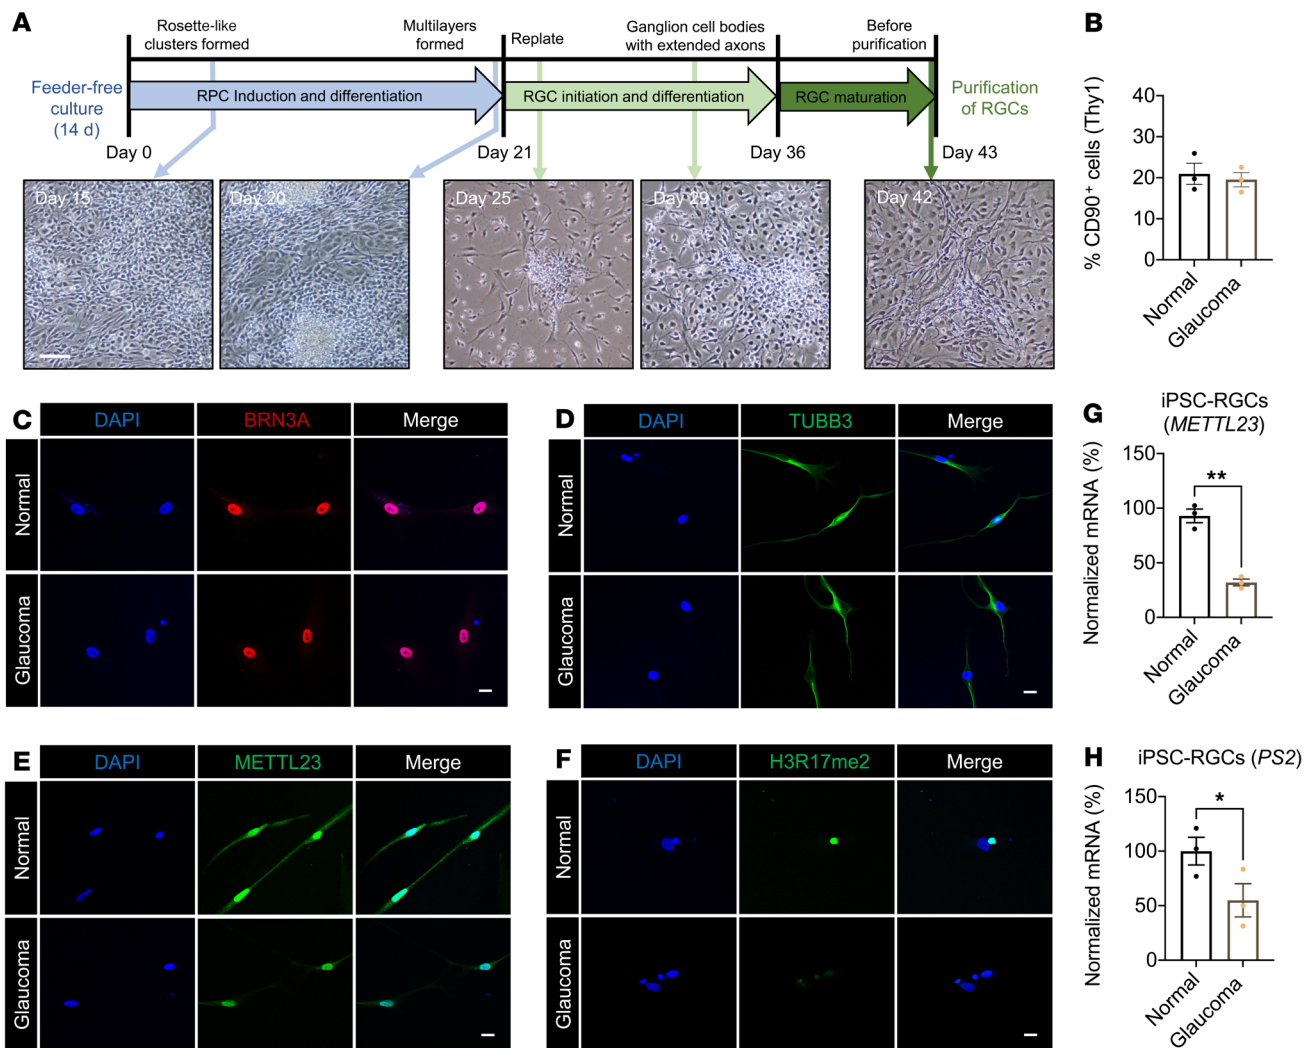 A
Rosette-like
clusters formed
Multilayers
formed
Replate
Ganglion cell bodies
with extended axons
Before
purification
Feeder-free
culture
(14 d)
RPC Induction and differentiation
RGC initiation and differentiation
RGC maturation
Purification
of RGCs
Day 0
Day 21
Day 36
Day 43
Day 15
Day 20
Day 25
Day 29
Day 42
B
% CD90⁺ cells (Thy1)
40
30
20
10
0
Normal
Glaucoma
C
DAPI
BRN3A
Merge
Normal
Glaucoma
D
DAPI
TUBB3
Merge
Normal
Glaucoma
G
iPSC-RGCs
(METTL23)
Normalized mRNA (%)
150
100
50
0
**
Normal
Glaucoma
E
DAPI
METTL23
Merge
Normal
Glaucoma
F
DAPI
H3R17me2
Merge
Normal
Glaucoma
H
iPSC-RGCs (PS2)
Normalized mRNA (%)
150
100
50
0
*
Normal
Glaucoma